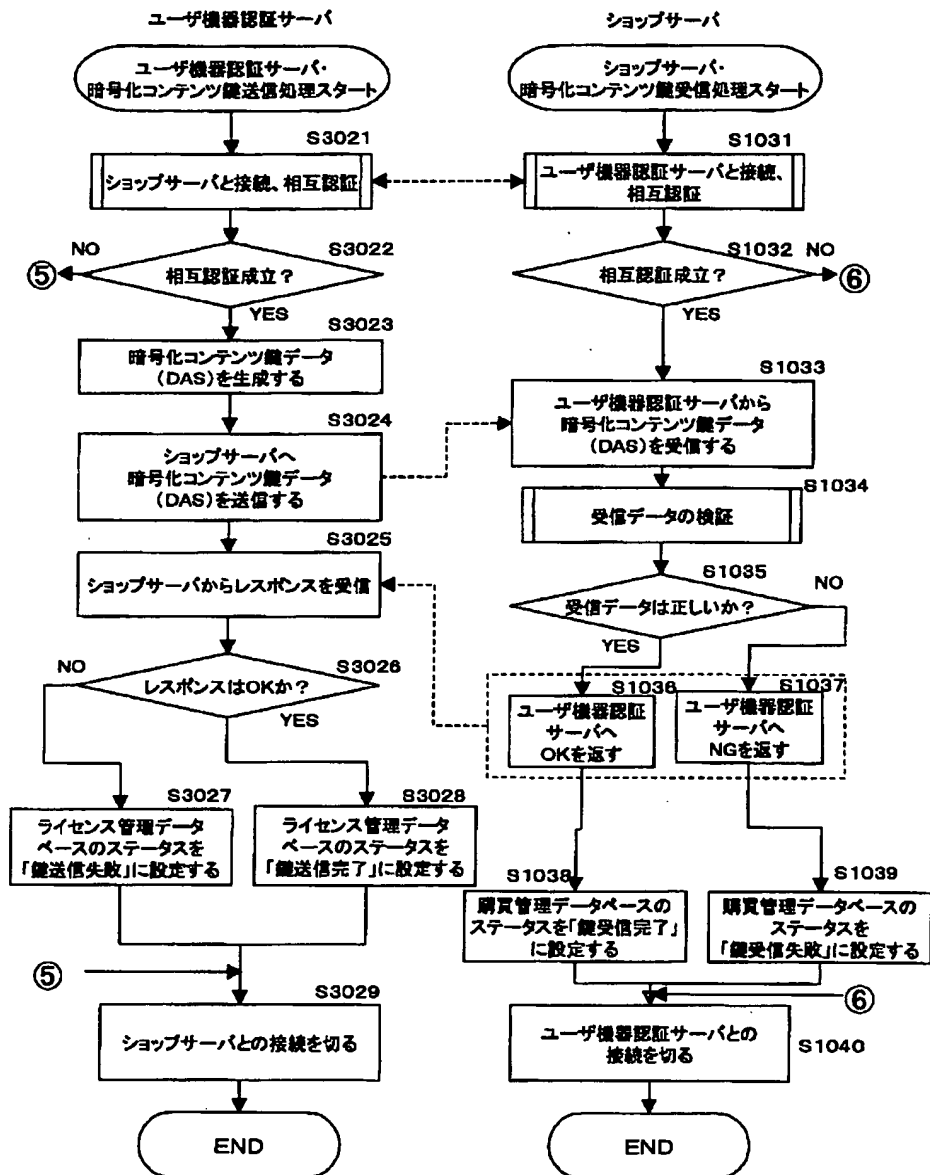 ユーザ機器認証サーバ
ショップサーバ
ユーザ機器認証サーバ・
暗号化コンテンツ鍵送信処理スタート
ショップサーバ・
暗号化コンテンツ鍵受信処理スタート
S3021
ショップサーバと接続、相互認証
S1031
ユーザ機器認証サーバと接続、
相互認証
S3022
NO
⑤
相互認証成立？
YES
S1032
NO
相互認証成立？
⑥
YES
S3023
暗号化コンテンツ鍵データ
(DAS)を生成する
S3024
ショップサーバへ
暗号化コンテンツ鍵データ
(DAS)を送信する
S1033
ユーザ機器認証サーバから
暗号化コンテンツ鍵データ
(DAS)を受信する
S1034
受信データの検証
S3025
ショップサーバからレスポンスを受信
S1035
NO
受信データは正しいか？
YES
S3026
NO
レスポンスはOKか？
YES
S1036
ユーザ機器認証
サーバへ
OKを返す
S1037
ユーザ機器認証
サーバへ
NGを返す
S3027
ライセンス管理データ
ベースのステータスを
「鍵送信失敗」に設定する
S3028
ライセンス管理データ
ベースのステータスを
「鍵送信完了」に設定する
S1038
購買管理データベースの
ステータスを「鍵受信完了」
に設定する
S1039
購買管理データベースの
ステータスを
「鍵受信失敗」に設定する
⑤
⑥
S3029
ショップサーバとの接続を切る
ユーザ機器認証サーバとの
接続を切る
S1040
END
END